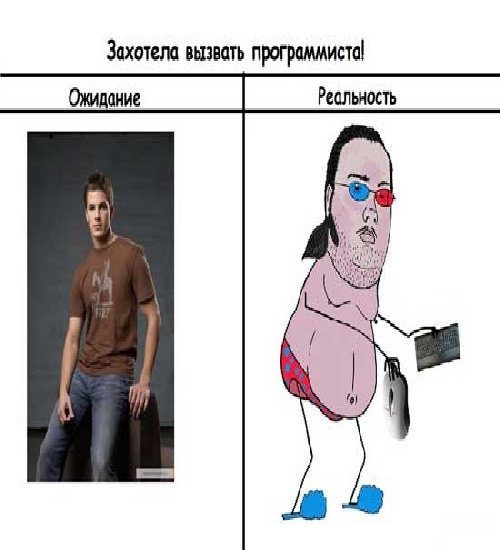 Захотела вызвать программиста!
Ожидание
Реальность